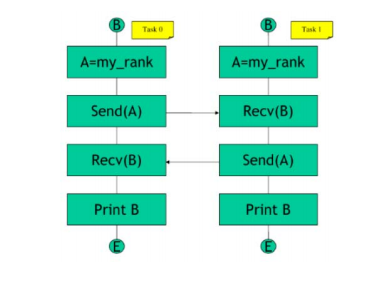 B
Task 0
A=my_rank
Send(A)
Recv(B)
Print B
E
B
Task 1
A=my_rank
Recv(B)
Send(A)
Print B
E